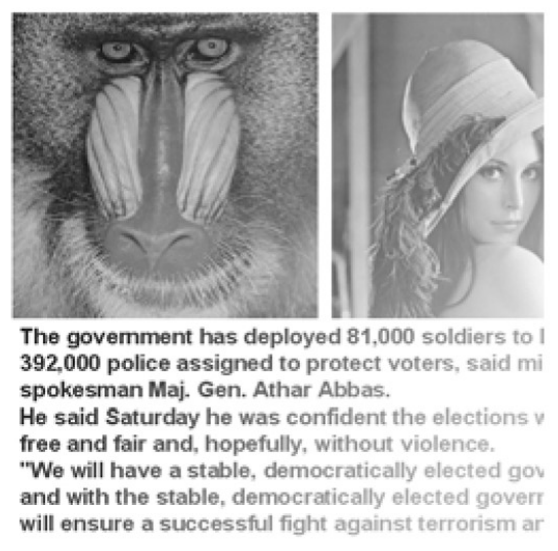 The government has deployed 81,000 soldiers to
392,000 police assigned to protect voters, said
spokesman Maj. Gen. Athar Abbas.
He said Saturday he was confident the elections
free and fair and, hopefully, without violence.
"We will have a stable, democratically elected
and with the stable, democratically elected
will ensure a successful fight against terrorism